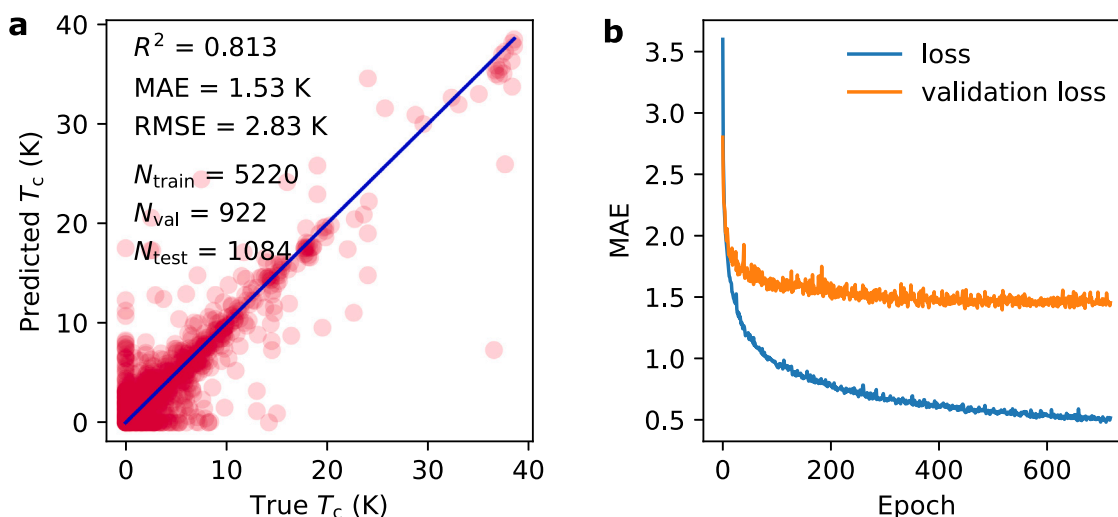 a
R² = 0.813
MAE = 1.53 K
RMSE = 2.83 K
N_train = 5220
N_val = 922
N_test = 1084
40
30
20
10
0
Predicted T_c (K)
0 10 20 30 40
True T_c (K)
b
loss
validation loss
3.5
3.0
2.5
2.0
1.5
1.0
0.5
MAE
0 200 400 600
Epoch